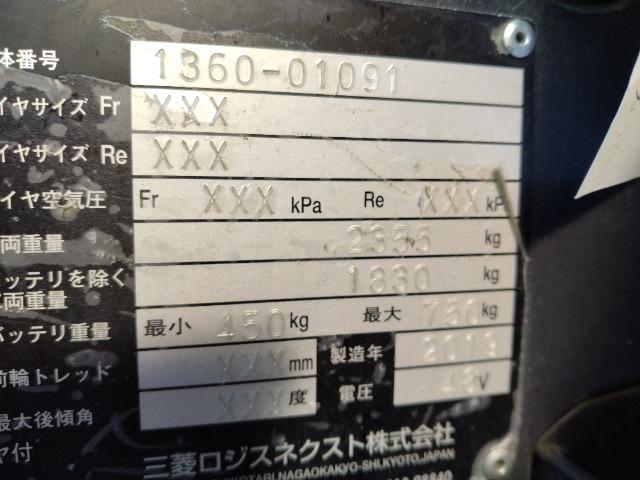 体番号 1360-01091
イヤサイズ Fr XXX
イヤサイズ Re XXX
イヤ空気圧 Fr XXX kPa Re XXX kP
両重量 2355 kg
ッテリを除く
車両重量 1830 kg
バッテリ重量 最小 450 kg 最大 750 kg
前輪トレッド XXX mm 製造年 2019
最大後傾角 XXX 度 電圧 48 V
ヤ付
三菱ロジスネクスト株式会社
NAGAOKAKYO-SHI,KYOTO,JAPAN